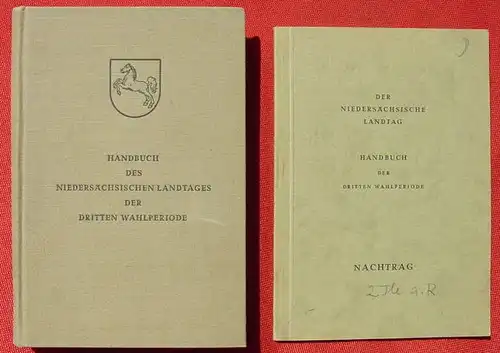 HANDBUCH
DES
NIEDERSÄCHSISCHEN LANDTAGES
DER
DRITTEN WAHLPERIODE
DER
NIEDERSÄCHSISCHE
LANDTAG
HANDBUCH
DER
DRITTEN WAHLPERIODE
NACHTRAG